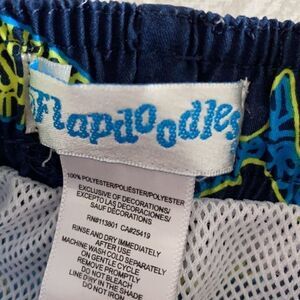 Flapdoodles
100% POLYESTER/POLIÉSTER/POLYESTER
EXCLUSIVE OF DECORATIONS/
EXCEPTO LAS DECORACIONES/
SAUF DECORATIONS
RN#113801 CA#25419
RINSE AND DRY IMMEDIATELY
AFTER USE
MACHINE WASH COLD SEPARATELY
ON GENTLE CYCLE
REMOVE PROMPTLY
DO NOT BLEACH
LINE DRY IN THE SHADE
DO NOT IRON